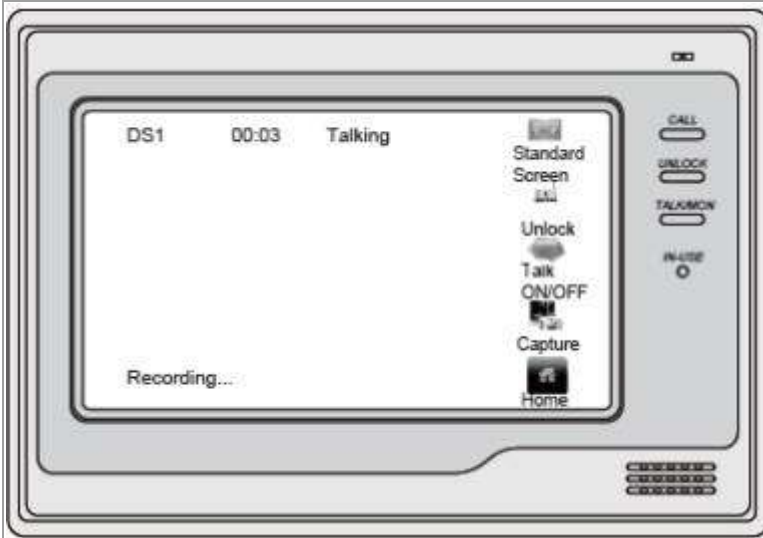 DS1 00:03 Talking
Standard
Screen
Unlock
Talk
ON/OFF
Capture
Home
Recording...
CALL
UNLOCK
TALK/MON
IN-USE